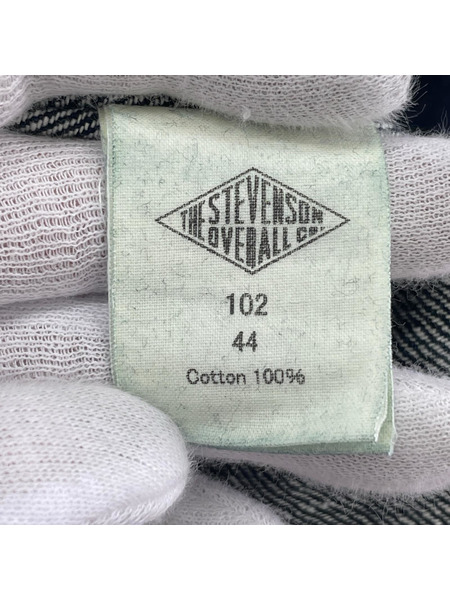 THE STEVENSON
OVERALL CO.
102
44
Cotton 100%